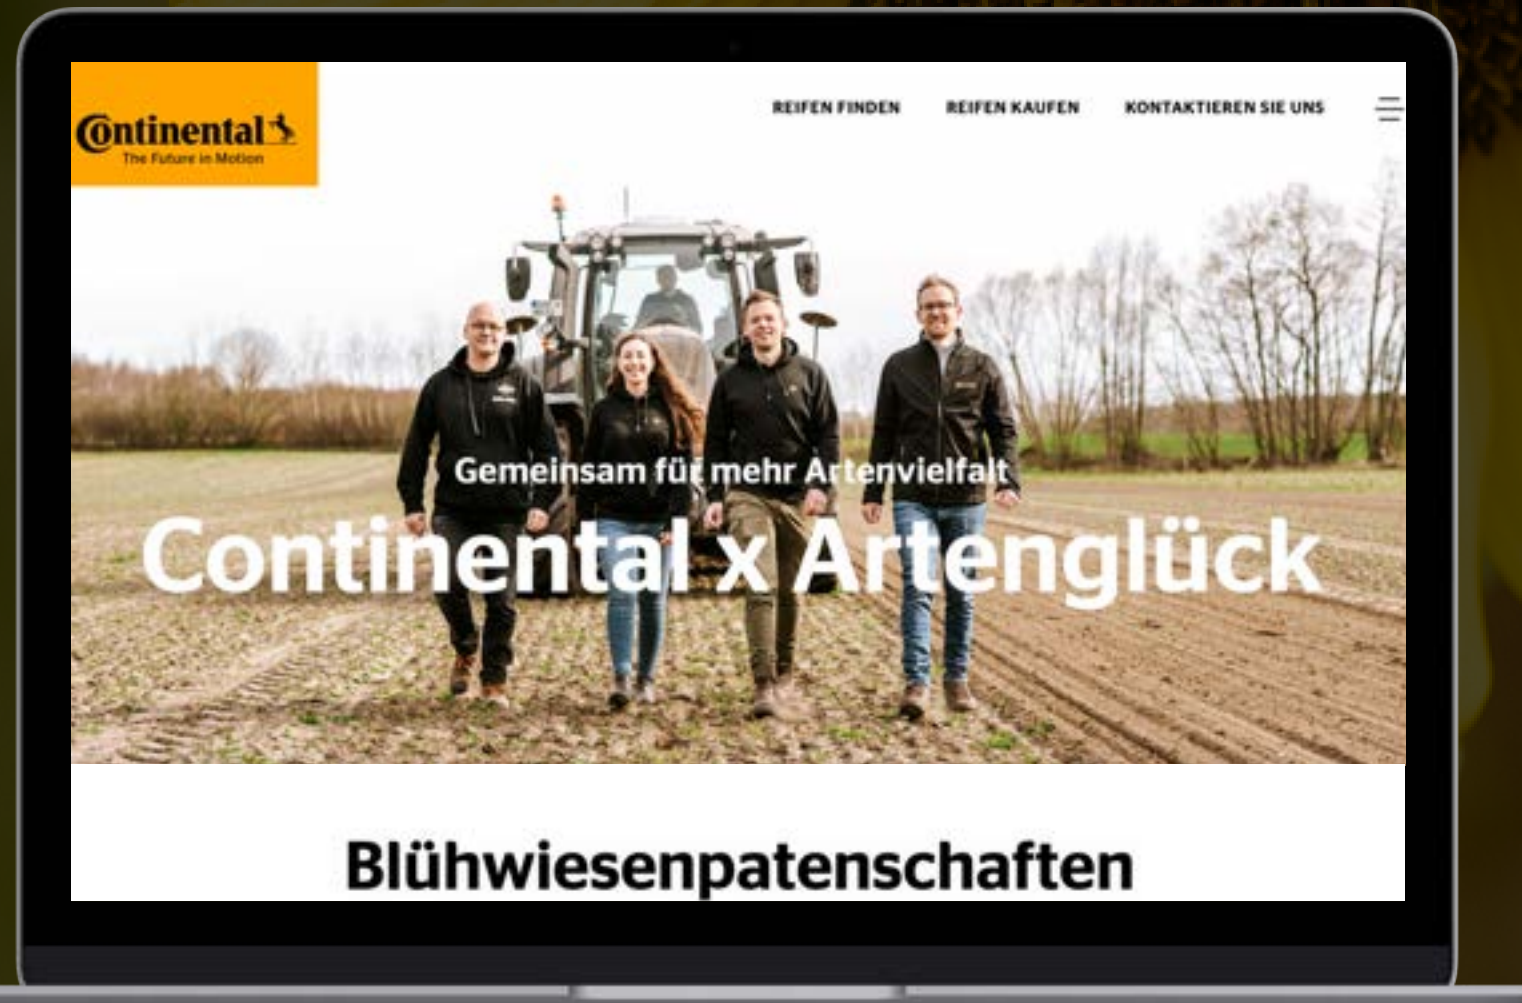 Continental
The Future in Motion
REIFEN FINDEN REIFEN KAUFEN KONTAKTIEREN SIE UNS
Gemeinsam für mehr Artenvielfalt
Continental x Artenglück
Blühwiesenpatenschaften